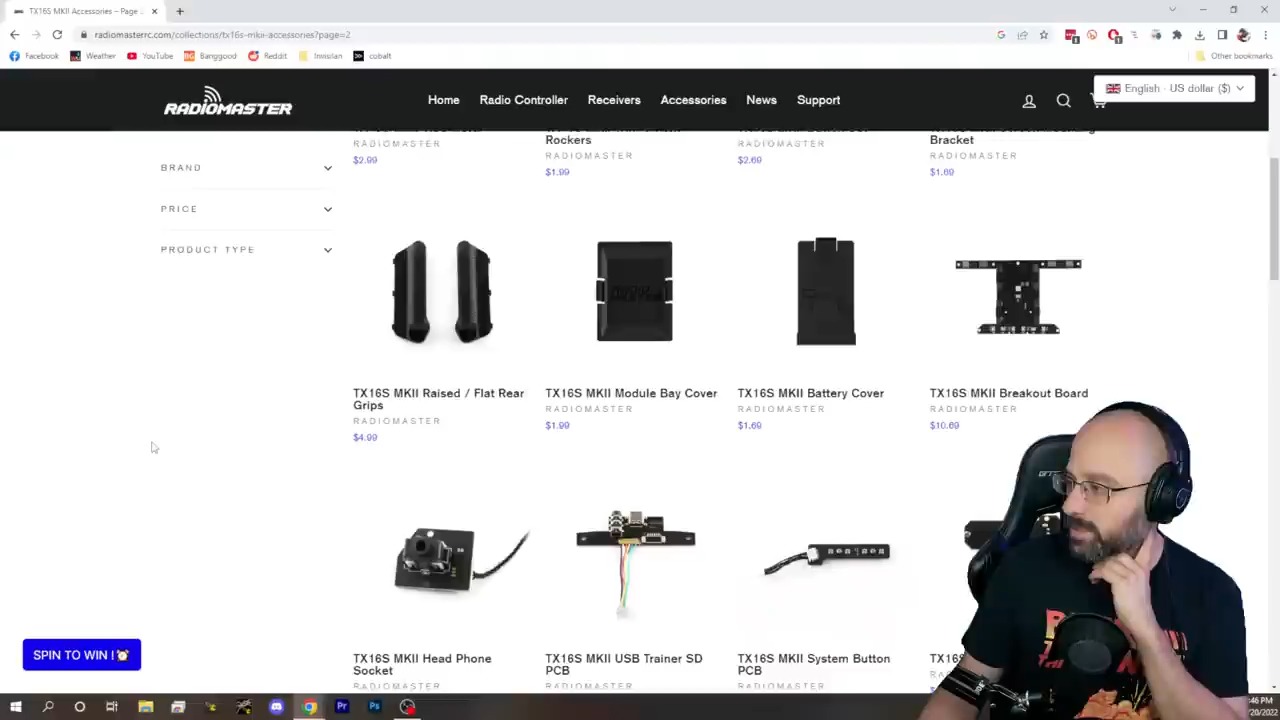 TX16S MKII Accessories – Page
radiomasterrc.com/collections/tx16s-mkii-accessories?page=2
Facebook
Weather
YouTube
Banggood
Reddit
cobalt
Other bookmarks
RADIOMASTER
Home
Radio Controller
Receivers
Accessories
News
Support
English - US dollar ($)
BRAND
PRICE
PRODUCT TYPE
RADIOMASTER
$2.99
Rockers
RADIOMASTER
$1.99
RADIOMASTER
$2.69
Bracket
RADIOMASTER
$1.69
TX16S MKII Raised / Flat Rear
Grips
RADIOMASTER
$4.99
TX16S MKII Module Bay Cover
RADIOMASTER
$1.99
TX16S MKII Battery Cover
RADIOMASTER
$1.69
TX16S MKII Breakout Board
RADIOMASTER
$10.69
TX16S MKII Head Phone
Socket
RADIOMASTER
TX16S MKII USB Trainer SD
PCB
RADIOMASTER
TX16S MKII System Button
PCB
RADIOMASTER
SPIN TO WIN !